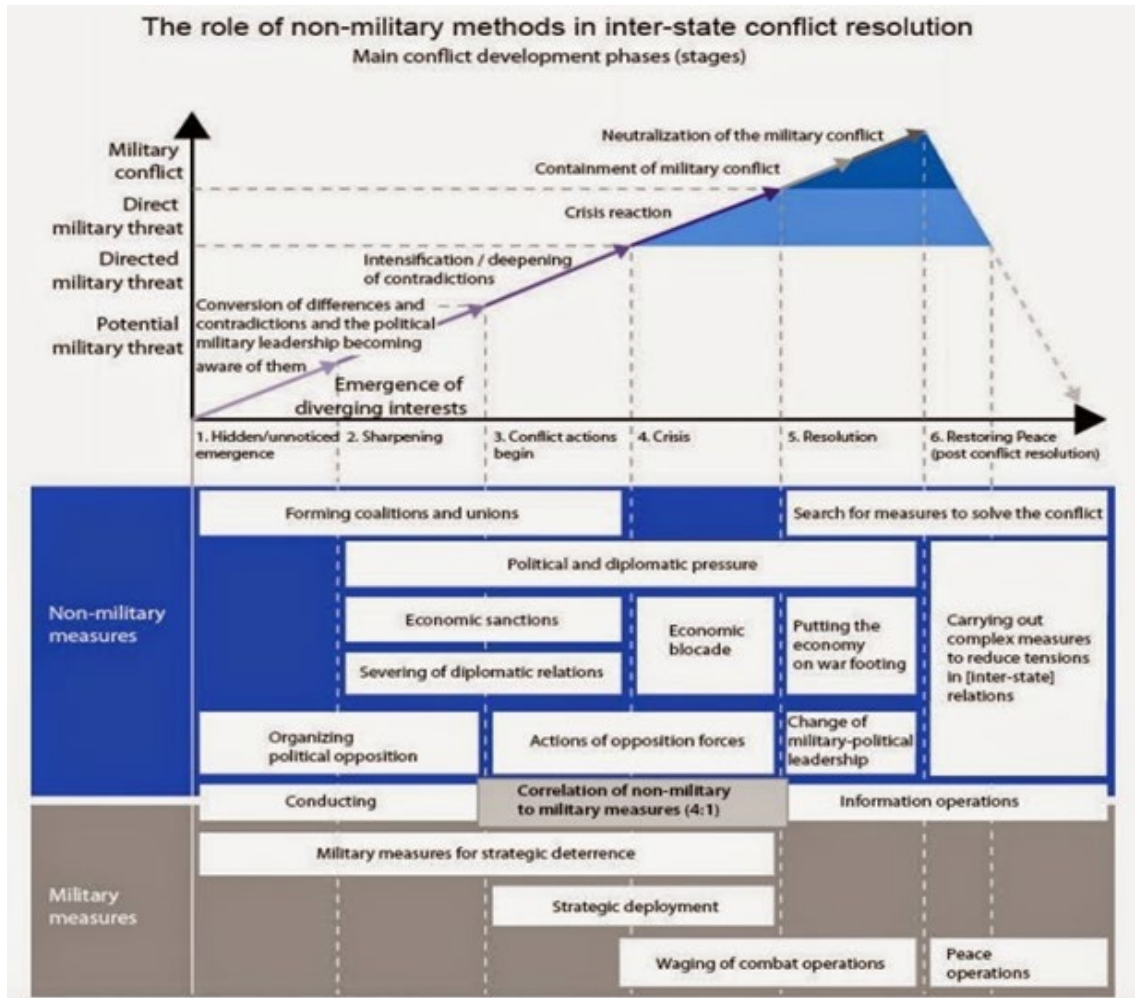 The role of non-military methods in inter-state conflict resolution
Main conflict development phases (stages)
Military
conflict
Direct
military threat
Directed
military threat
Potential
military threat
Neutralization of the military conflict
Containment of military conflict
Crisis reaction
Intensification / deepening
of contradictions
Conversion of differences and
contradictions and the political
military leadership becoming
aware of them
Emergence of
diverging interests
1. Hidden/unnoticed
emergence
2. Sharpening
3. Conflict actions
begin
4. Crisis
5. Resolution
6. Restoring Peace
(post conflict resolution)
Non-military
measures
Forming coalitions and unions
Search for measures to solve the conflict
Political and diplomatic pressure
Economic sanctions
Severing of diplomatic relations
Economic
blocade
Putting the
economy
on war footing
Carrying out
complex measures
to reduce tensions
in [inter-state]
relations
Organizing
political opposition
Actions of opposition forces
Change of
military-political
leadership
Conducting
Correlation of non-military
to military measures (4:1)
Information operations
Military
measures
Military measures for strategic deterrence
Strategic deployment
Waging of combat operations
Peace
operations